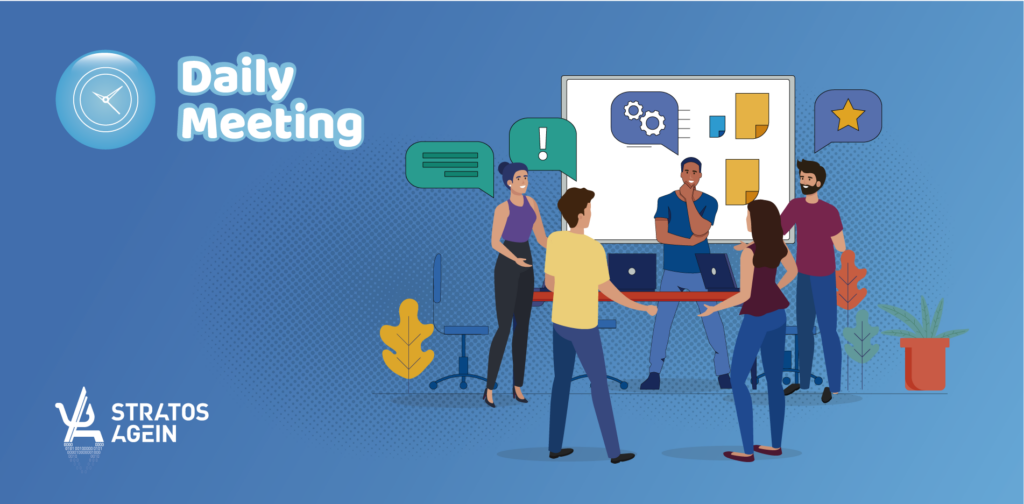 Daily
Meeting
!
STRATOS
AGEIN